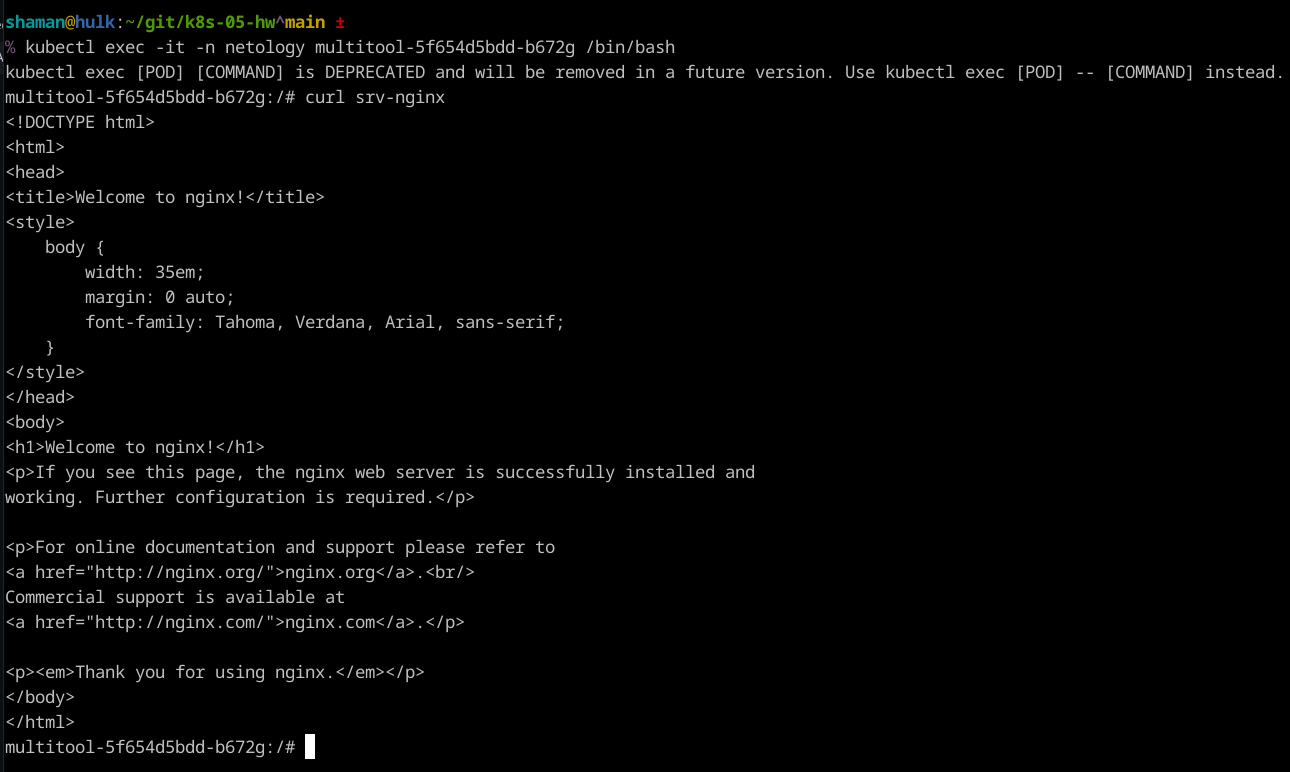 shaman@hulk:~/git/k8s-05-hw^main ±
% kubectl exec -it -n netology multitool-5f654d5bdd-b672g /bin/bash
kubectl exec [POD] [COMMAND] is DEPRECATED and will be removed in a future version. Use kubectl exec [POD] -- [COMMAND] instead.
multitool-5f654d5bdd-b672g:/# curl srv-nginx
<!DOCTYPE html>
<html>
<head>
<title>Welcome to nginx!</title>
<style>
    body {
        width: 35em;
        margin: 0 auto;
        font-family: Tahoma, Verdana, Arial, sans-serif;
    }
</style>
</head>
<body>
<h1>Welcome to nginx!</h1>
<p>If you see this page, the nginx web server is successfully installed and
working. Further configuration is required.</p>

<p>For online documentation and support please refer to
<a href="http://nginx.org/">nginx.org</a>.<br/>
Commercial support is available at
<a href="http://nginx.com/">nginx.com</a>.</p>

<p><em>Thank you for using nginx.</em></p>
</body>
</html>
multitool-5f654d5bdd-b672g:/#